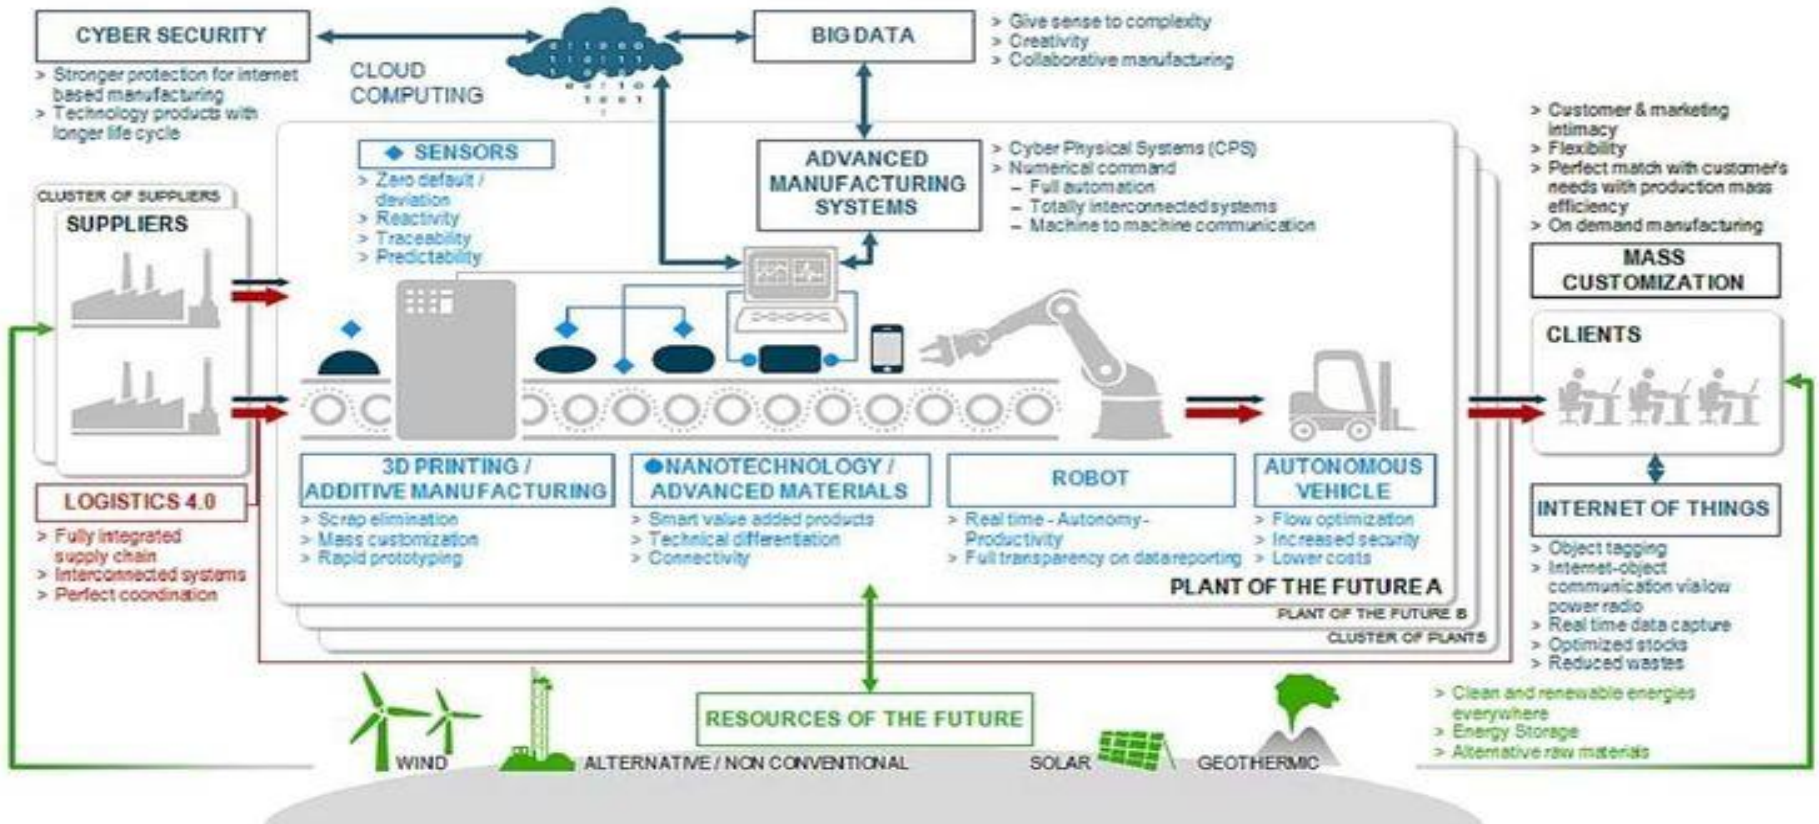 CYBER SECURITY
> Stronger protection for internet
based manufacturing
> Technology products with
longer life cycle
CLOUD
COMPUTING
BIG DATA
> Give sense to complexity
> Creativity
> Collaborative manufacturing
SENSORS
> Zero default /
deviation
> Reactivity
> Traceability
> Predictability
ADVANCED
MANUFACTURING
SYSTEMS
> Cyber Physical Systems (CPS)
> Numerical command
– Full automation
– Totally interconnected systems
– Machine to machine communication
> Customer & marketing
intimacy
> Flexibility
> Perfect match with customer's
needs with production mass
efficiency
> On demand manufacturing
MASS
CUSTOMIZATION
CLUSTER OF SUPPLIERS
SUPPLIERS
CLIENTS
LOGISTICS 4.0
> Fully integrated
supply chain
> Interconnected systems
> Perfect coordination
3D PRINTING /
ADDITIVE MANUFACTURING
> Scrap elimination
> Mass customization
> Rapid prototyping
NANOTECHNOLOGY /
ADVANCED MATERIALS
> Smart value added products
> Technical differentiation
> Connectivity
ROBOT
> Real time - Autonomy -
Productivity
> Full transparency on data reporting
AUTONOMOUS
VEHICLE
> Flow optimization
> Increased security
> Lower costs
INTERNET OF THINGS
> Object tagging
> Internet-object
communication via low
power radio
> Real time data capture
> Optimized stocks
> Reduced wastes
PLANT OF THE FUTURE A
PLANT OF THE FUTURE B
CLUSTER OF PLANTS
RESOURCES OF THE FUTURE
> Clean and renewable energies
everywhere
> Energy Storage
> Alternative raw materials
WIND
ALTERNATIVE / NON CONVENTIONAL
SOLAR
GEOTHERMIC